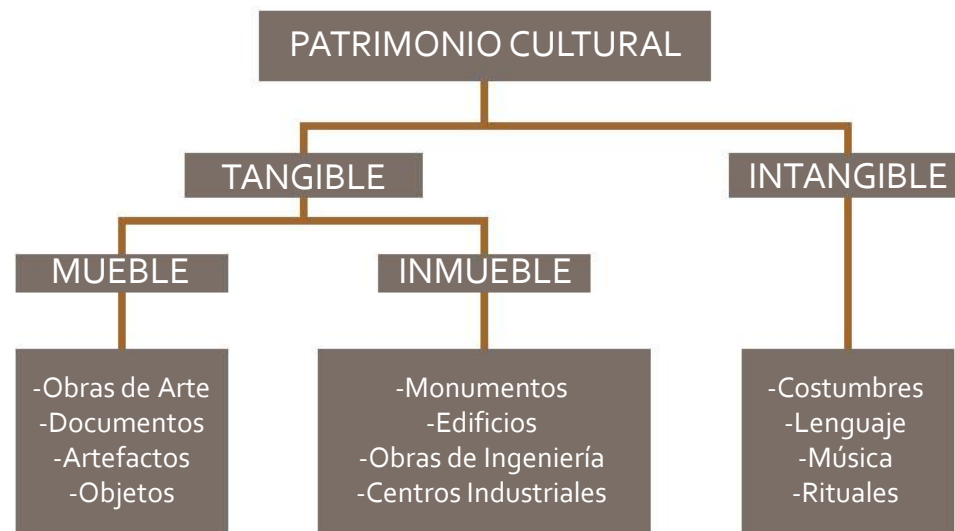 PATRIMONIO CULTURAL
TANGIBLE
INTANGIBLE
MUEBLE
INMUEBLE
-Obras de Arte
-Documentos
-Artefactos
-Objetos
-Monumentos
-Edificios
-Obras de Ingeniería
-Centros Industriales
-Costumbres
-Lenguaje
-Música
-Rituales